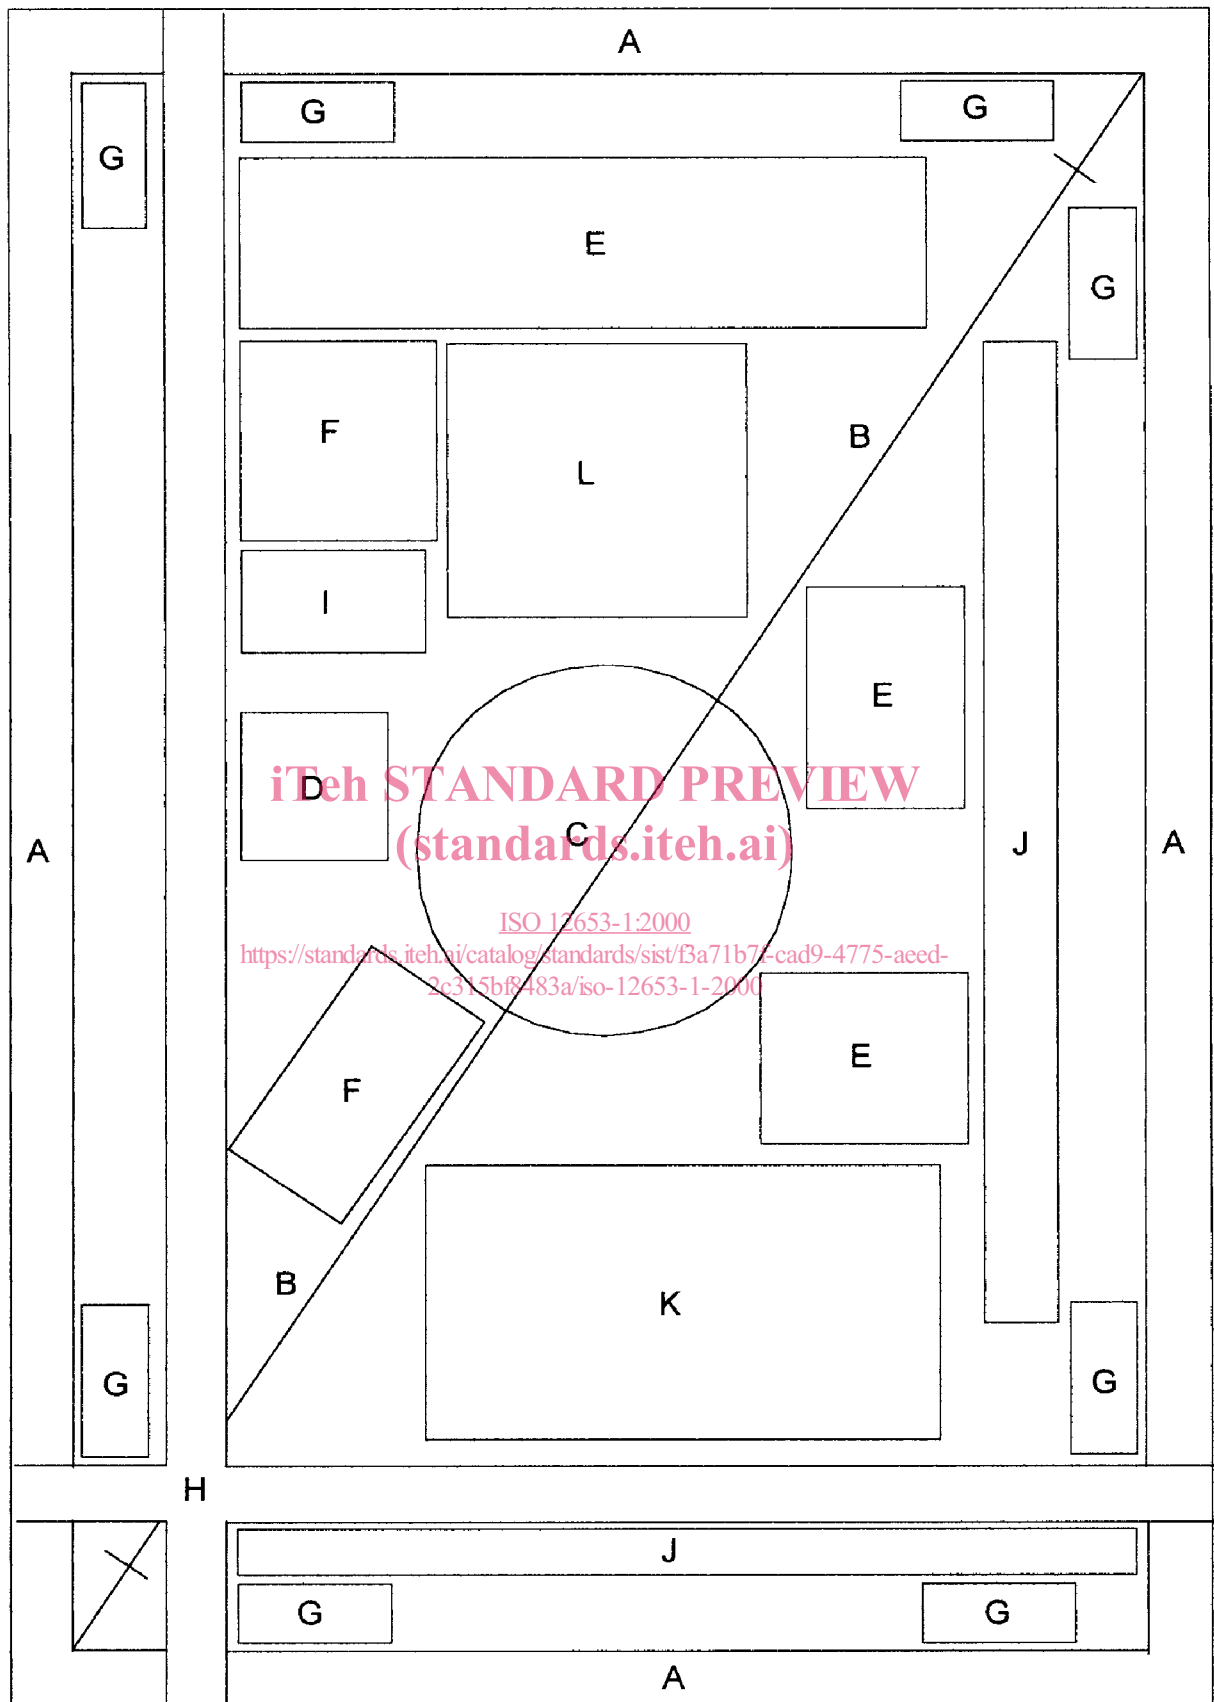 A
G
G
G
E
G
F
B
L
I
E
D
iTeh STANDARD PREVIEW
C
(standards.iteh.ai)
A
J
A
ISO 12653-1:2000
https://standards.iteh.ai/catalog/standards/sist/f3a71b7f-cad9-4775-aeed-
2c315bf8483a/iso-12653-1-2000
E
F
B
K
G
G
H
J
G
G
A